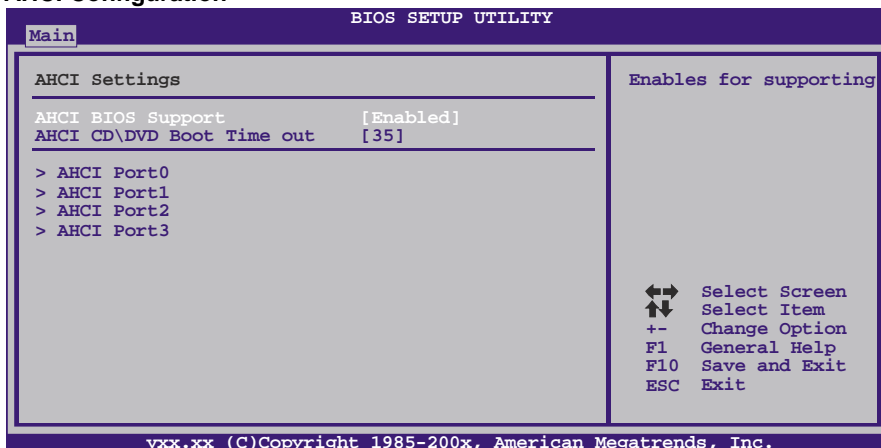 BIOS SETUP UTILITY
Main
AHCI Settings
AHCI BIOS Support [Enabled]
AHCI CD\DVD Boot Time out [35]
> AHCI Port0
> AHCI Port1
> AHCI Port2
> AHCI Port3
Enables for supporting
Select Screen
Select Item
+- Change Option
F1 General Help
F10 Save and Exit
ESC Exit
vxx.xx (C)Copyright 1985-200x, American Megatrends, Inc.